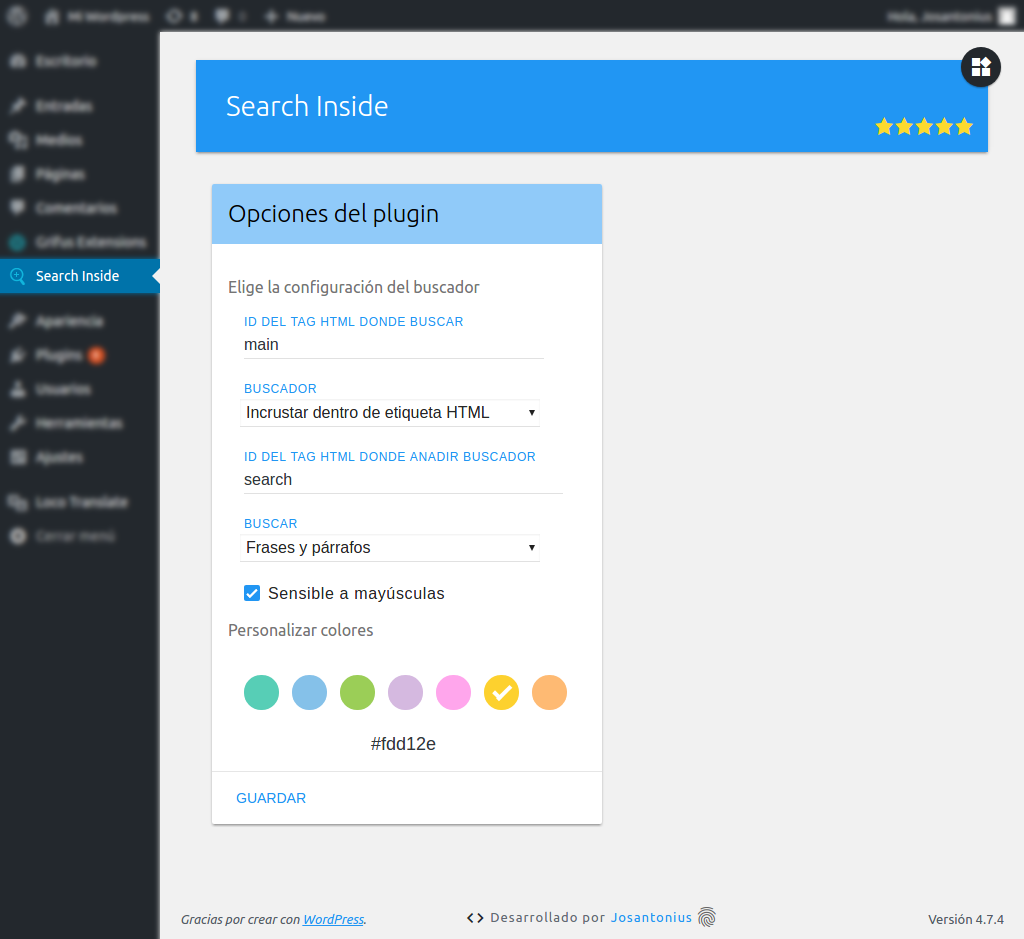 Mi Wordpress
Nuevo
Hola, Josantonius
Escritorio
Entradas
Medios
Páginas
Comentarios
Grifus Extensions
Search Inside
Apariencia
Plugins
Usuarios
Herramientas
Ajustes
Loco Translate
Cerrar menú
Search Inside
Opciones del plugin
Elige la configuración del buscador
ID DEL TAG HTML DONDE BUSCAR
main
BUSCADOR
Incrustar dentro de etiqueta HTML
ID DEL TAG HTML DONDE ANADIR BUSCADOR
search
BUSCAR
Frases y párrafos
Sensible a mayúsculas
Personalizar colores
#fdd12e
GUARDAR
Gracias por crear con WordPress.
Desarrollado por Josantonius
Versión 4.7.4